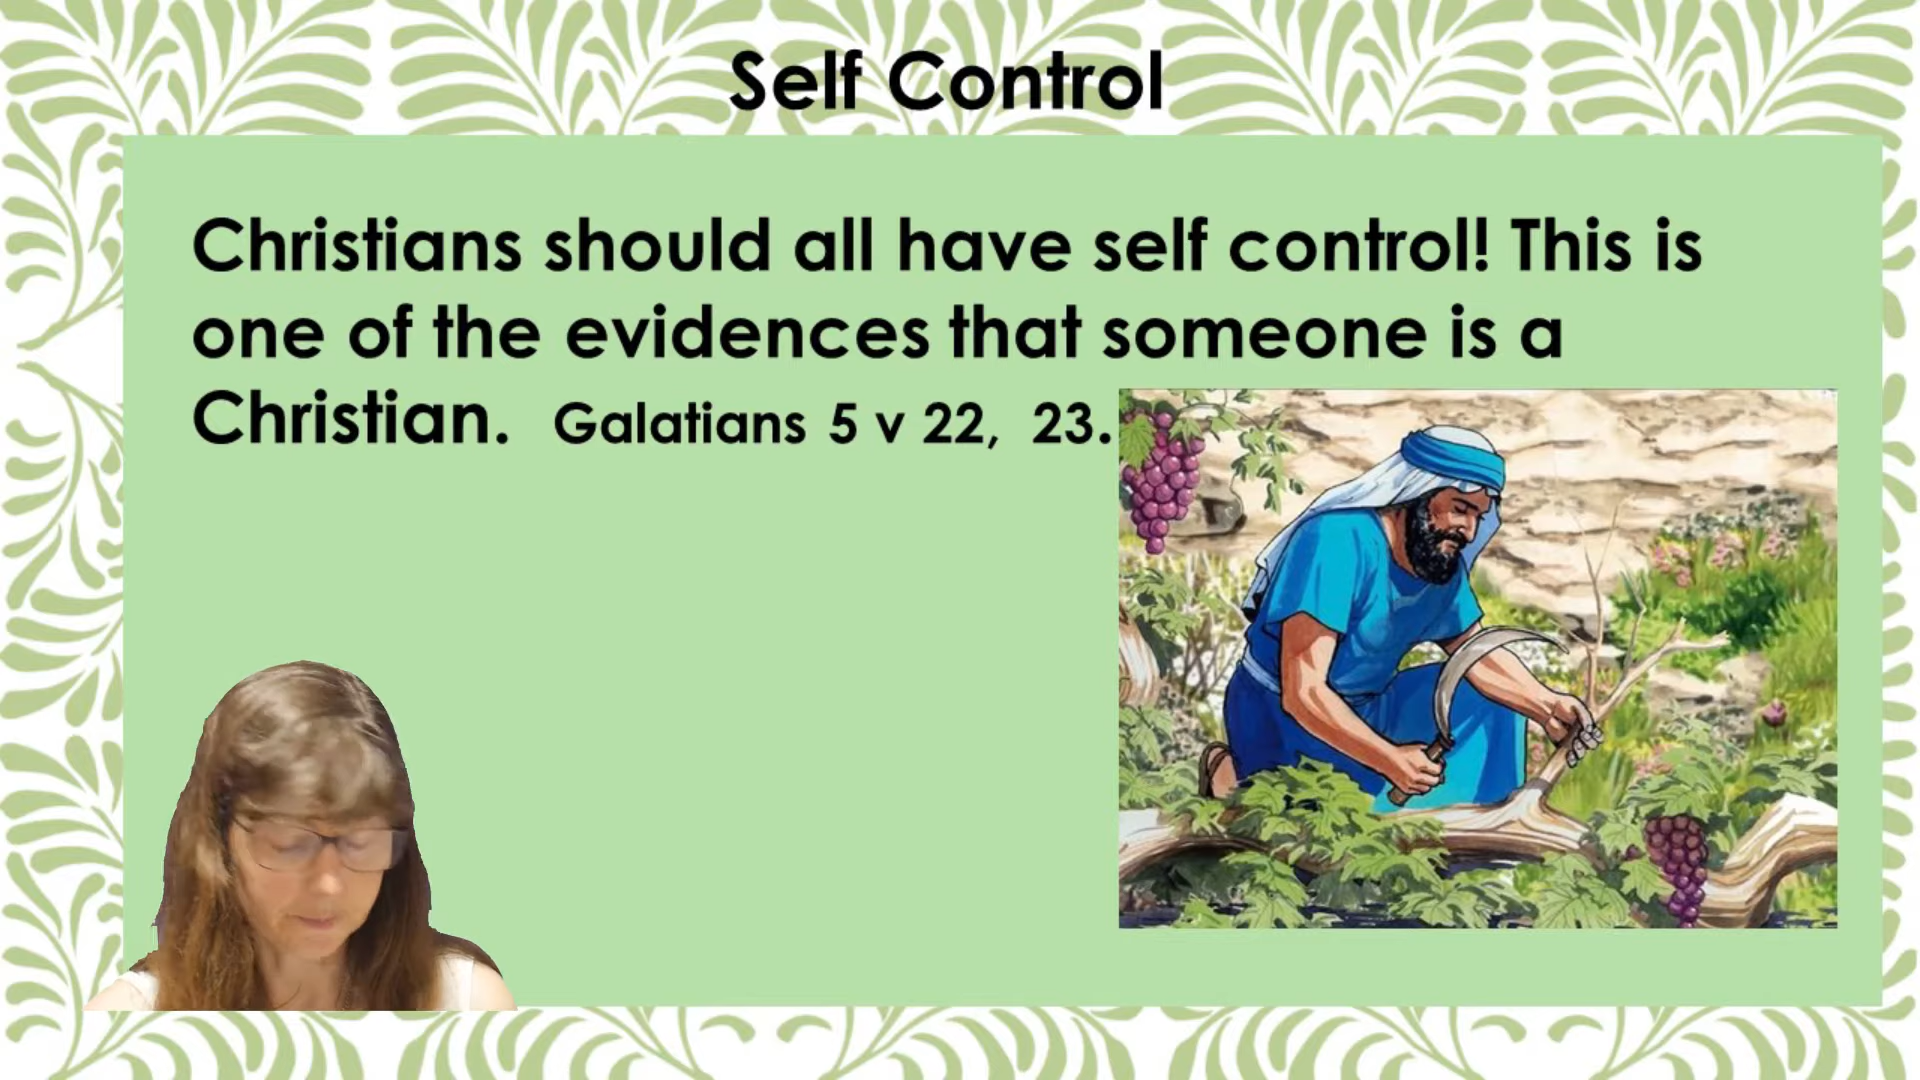 Self Control
Christians should all have self control! This is
one of the evidences that someone is a
Christian. Galatians 5 v 22, 23.